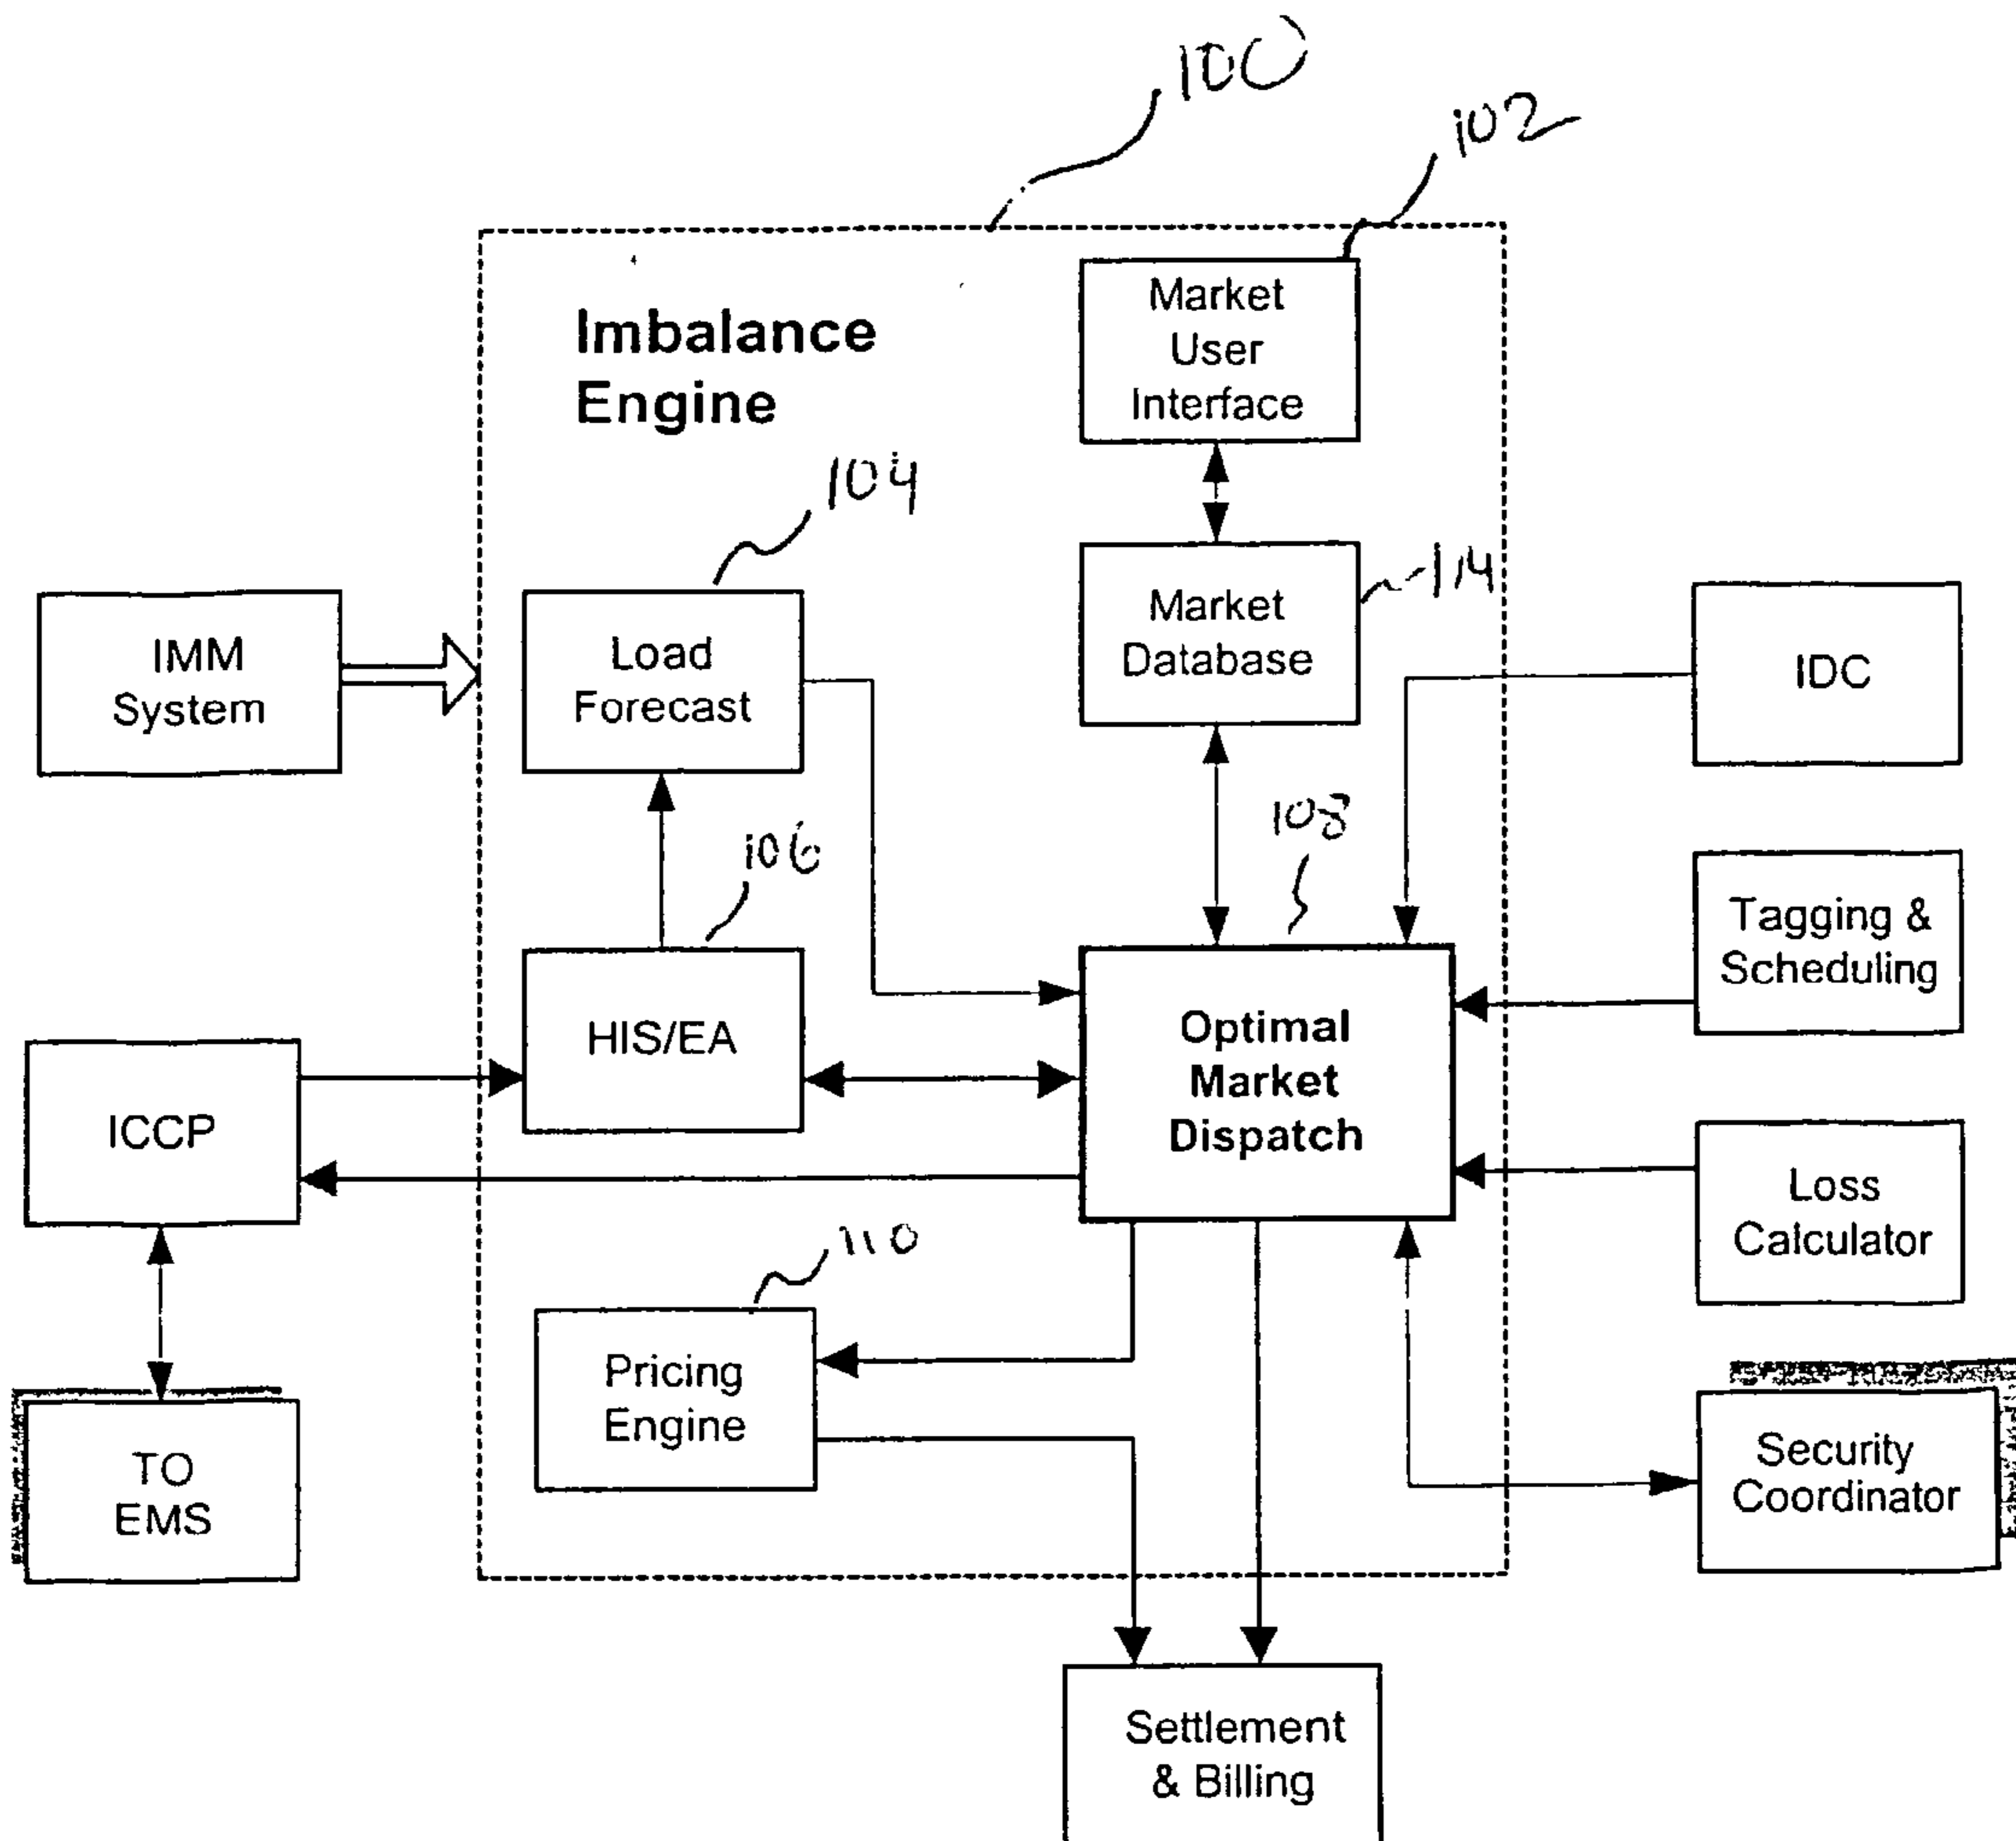 100
102
Imbalance
Engine
Market
User
Interface
104
114
IMM
System
Load
Forecast
Market
Database
IDC
106
108
Tagging &
Scheduling
HIS/EA
Optimal
Market
Dispatch
ICCP
Loss
Calculator
110
Pricing
Engine
TO
EMS
Security
Coordinator
Settlement
& Billing